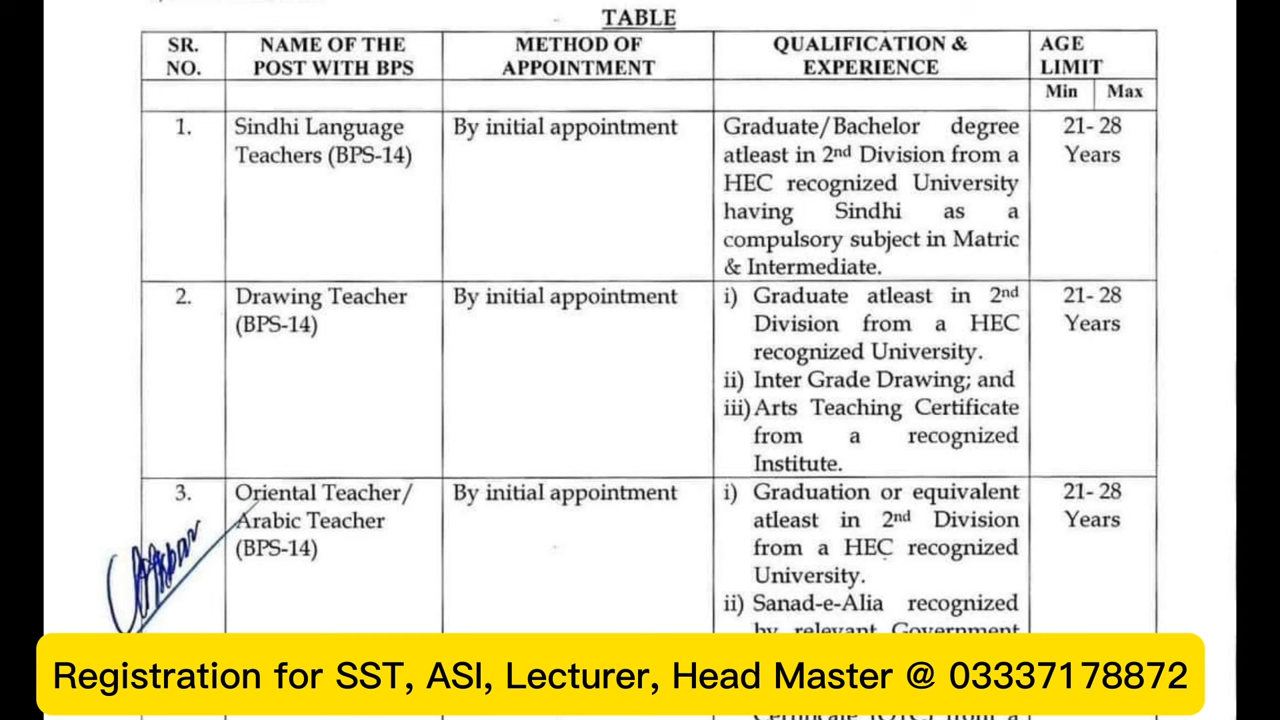 TABLE
SR. NO.
NAME OF THE POST WITH BPS
METHOD OF APPOINTMENT
QUALIFICATION & EXPERIENCE
AGE LIMIT
Min Max
1.
Sindhi Language
Teachers (BPS-14)
By initial appointment
Graduate/Bachelor degree
atleast in 2nd Division from a
HEC recognized University
having Sindhi as a
compulsory subject in Matric
& Intermediate.
21- 28
Years
2.
Drawing Teacher
(BPS-14)
By initial appointment
i) Graduate atleast in 2nd
Division from a HEC
recognized University.
ii) Inter Grade Drawing; and
iii) Arts Teaching Certificate
from a recognized
Institute.
21- 28
Years
3.
Oriental Teacher/
Arabic Teacher
(BPS-14)
By initial appointment
i) Graduation or equivalent
atleast in 2nd Division
from a HEC recognized
University.
ii) Sanad-e-Alia recognized
by relevant Government
21- 28
Years
Registration for SST, ASI, Lecturer, Head Master @ 03337178872